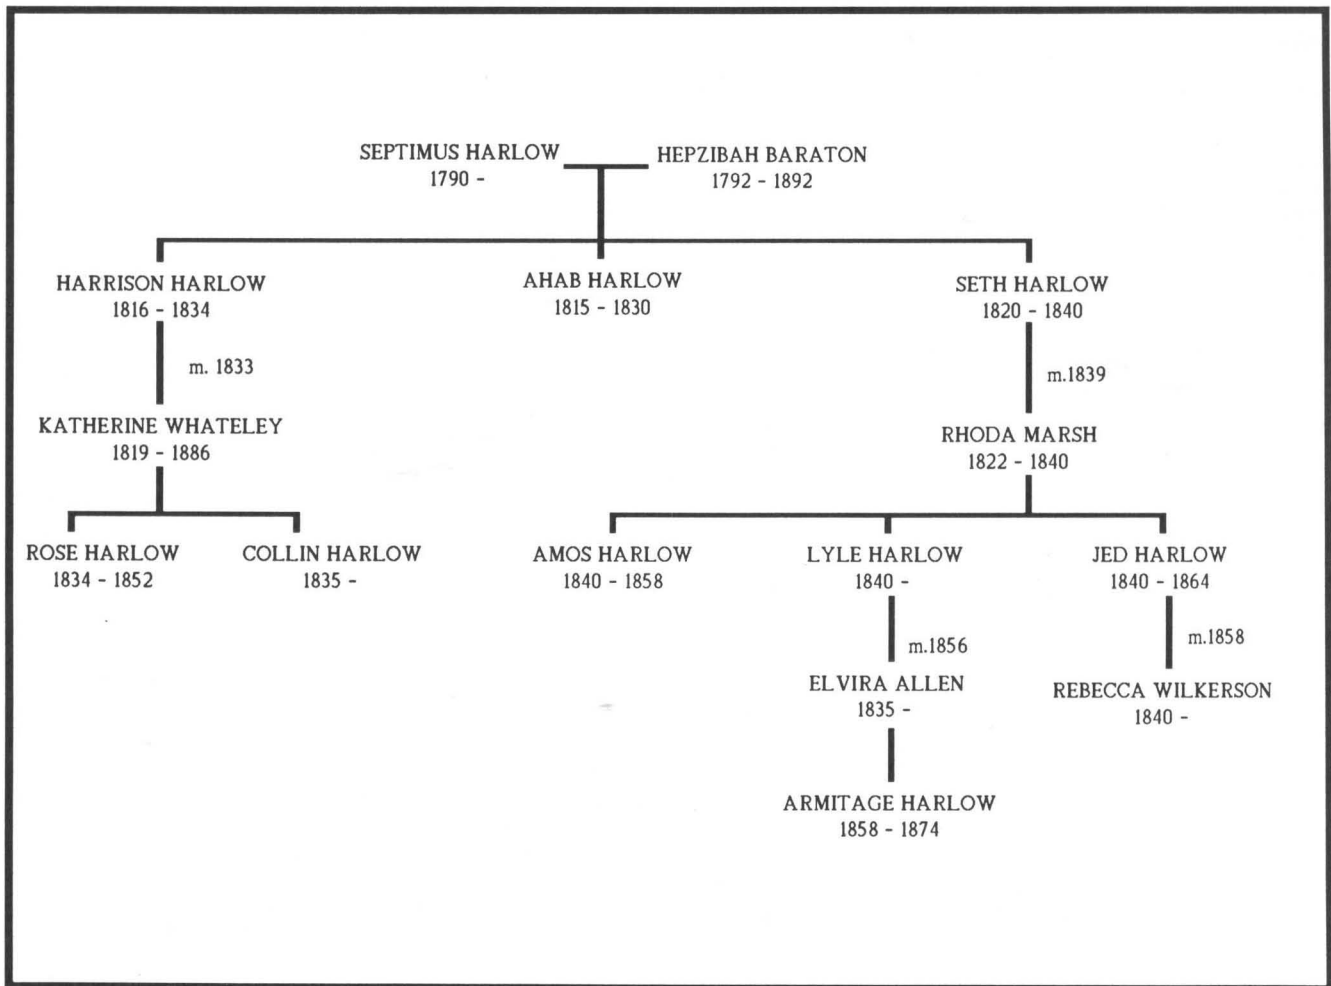 SEPTIMUS HARLOW
1790 -
HEPZIBAH BARATON
1792 - 1892
HARRISON HARLOW
1816 - 1834
AHAB HARLOW
1815 - 1830
SETH HARLOW
1820 - 1840
m. 1833
m.1839
KATHERINE WHATELEY
1819 - 1886
RHODA MARSH
1822 - 1840
ROSE HARLOW
1834 - 1852
COLLIN HARLOW
1835 -
AMOS HARLOW
1840 - 1858
LYLE HARLOW
1840 -
JED HARLOW
1840 - 1864
m.1856
m.1858
ELVIRA ALLEN
1835 -
REBECCA WILKERSON
1840 -
ARMITAGE HARLOW
1858 - 1874